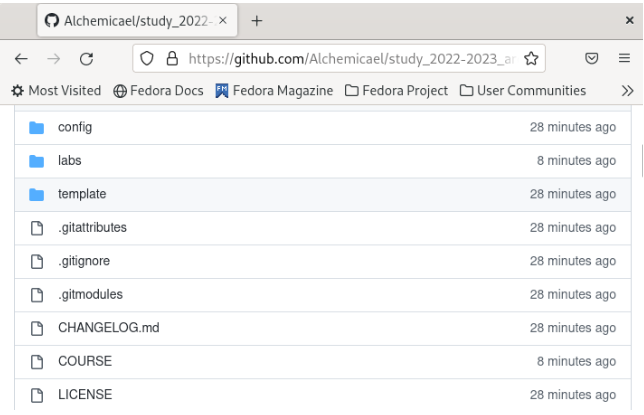 Alchemicael/study_2022-
https://github.com/Alchemicael/study_2022-2023_ar
Most Visited Fedora Docs Fedora Magazine Fedora Project User Communities
config 28 minutes ago
labs 8 minutes ago
template 28 minutes ago
.gitattributes 28 minutes ago
.gitignore 28 minutes ago
.gitmodules 28 minutes ago
CHANGELOG.md 28 minutes ago
COURSE 8 minutes ago
LICENSE 28 minutes ago